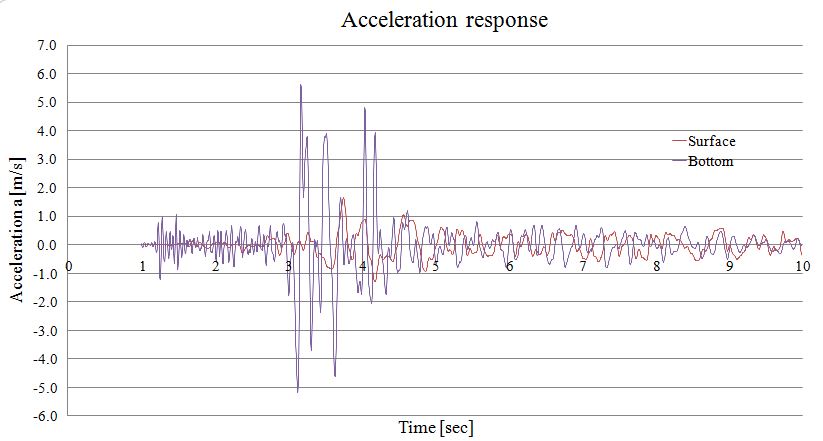 Acceleration response
7.0
6.0
5.0
4.0
3.0
2.0
1.0
0.0
-1.0
-2.0
-3.0
-4.0
-5.0
-6.0
Acceleration a [m/s]
Surface
Bottom
0 1 2 3 4 5 6 7 8 9 10
Time [sec]